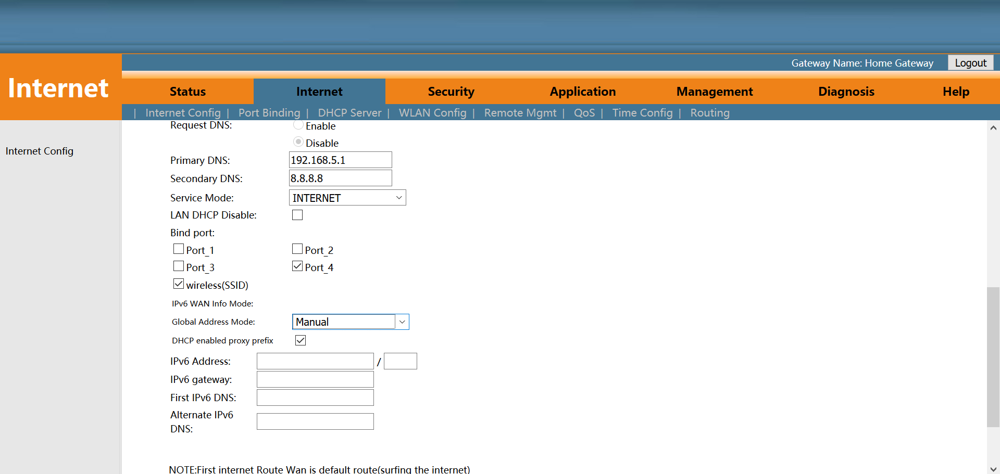 Gateway Name: Home Gateway Logout
Internet
Status Internet Security Application Management Diagnosis Help
| Internet Config | Port Binding | DHCP Server | WLAN Config | Remote Mgmt | QoS | Time Config | Routing
Internet Config
Request DNS: Enable
Disable
Primary DNS: 192.168.5.1
Secondary DNS: 8.8.8.8
Service Mode: INTERNET
LAN DHCP Disable:
Bind port:
Port_1 Port_2
Port_3 Port_4
wireless(SSID)
IPv6 WAN Info Mode:
Global Address Mode: Manual
DHCP enabled proxy prefix
IPv6 Address: /
IPv6 gateway:
First IPv6 DNS:
Alternate IPv6
DNS:
NOTE:First internet Route Wan is default route(surfing the internet)